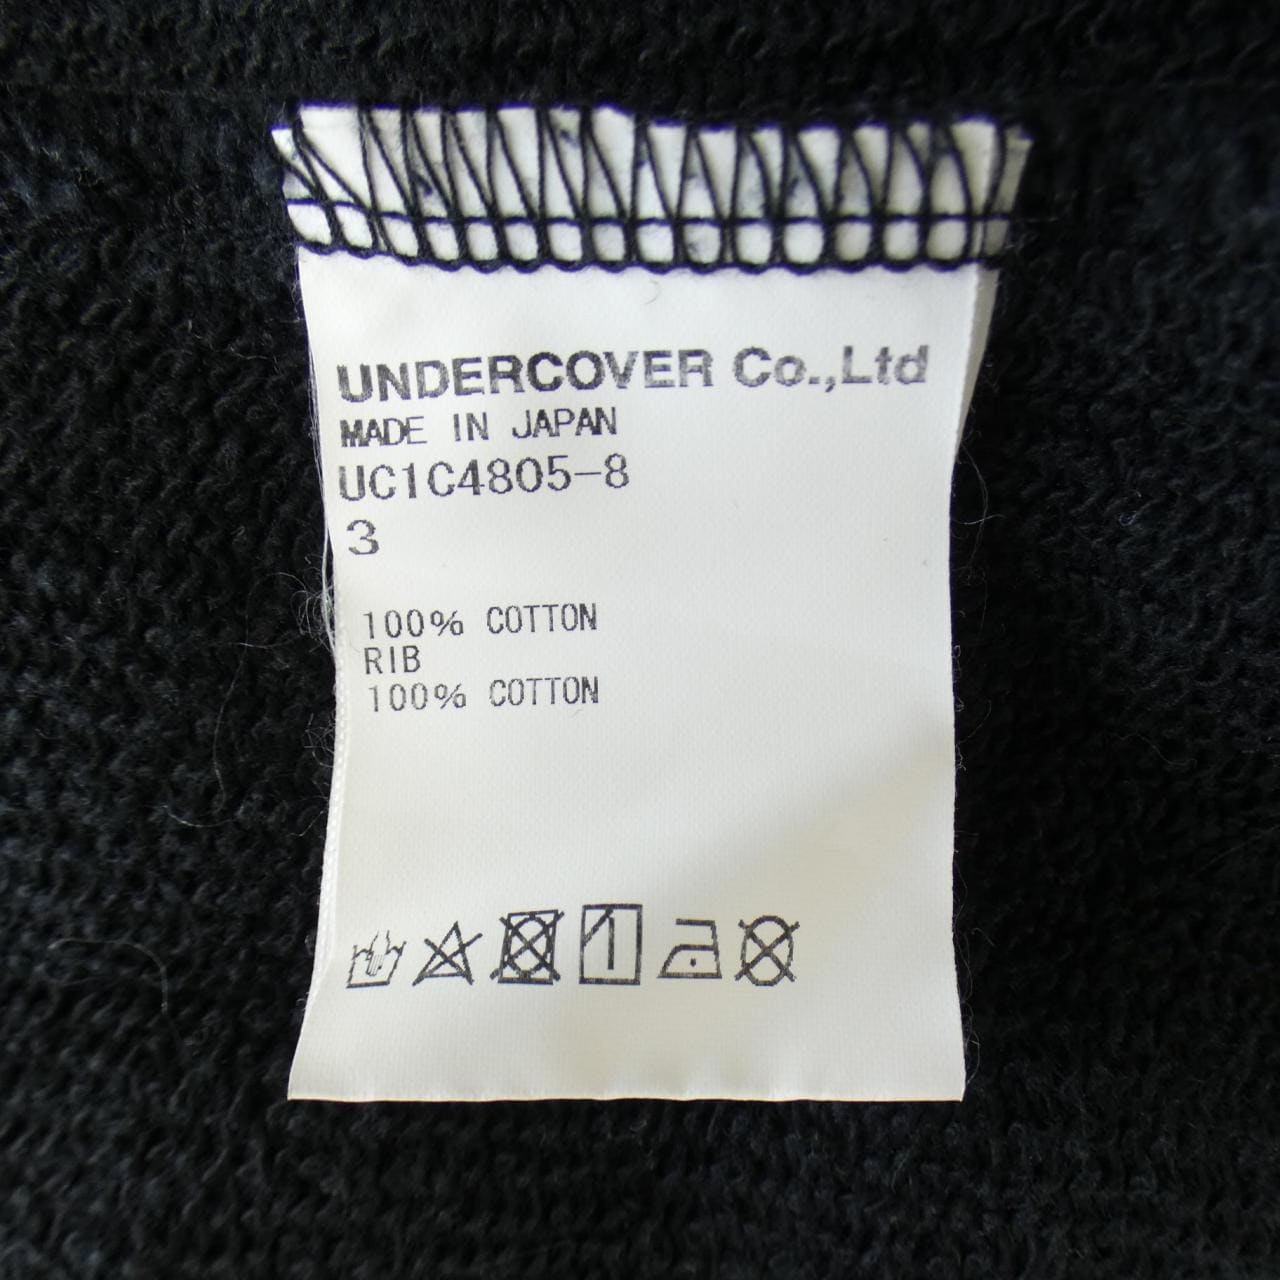 UNDERCOVER Co.,Ltd
MADE IN JAPAN
UC1C4805-8
3
100% COTTON
RIB
100% COTTON